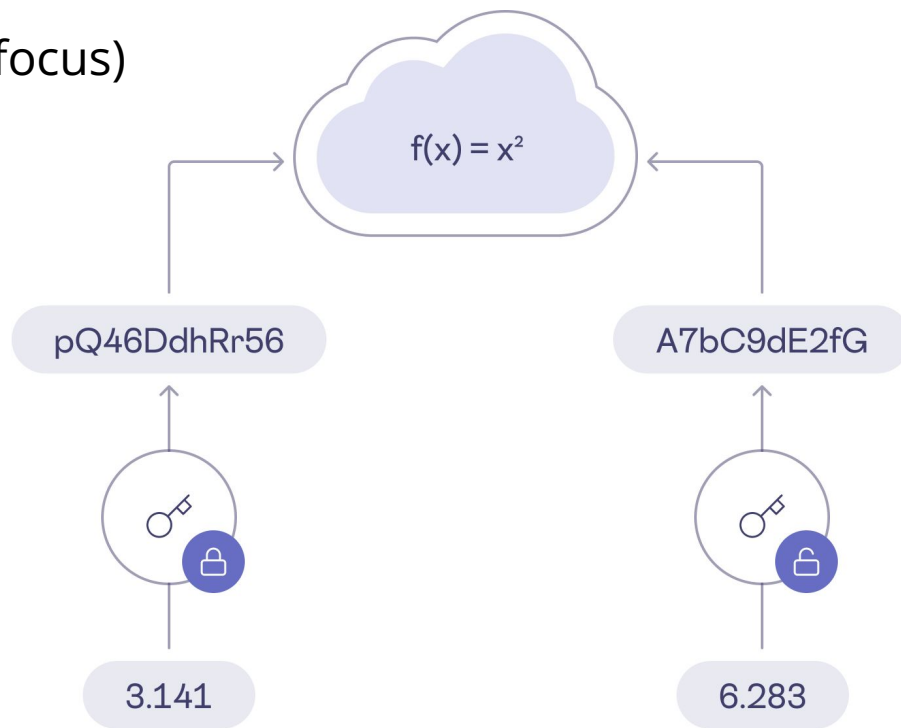 focus)
f(x) = x²
pQ46DdhRr56
A7bC9dE2fG
3.141
6.283